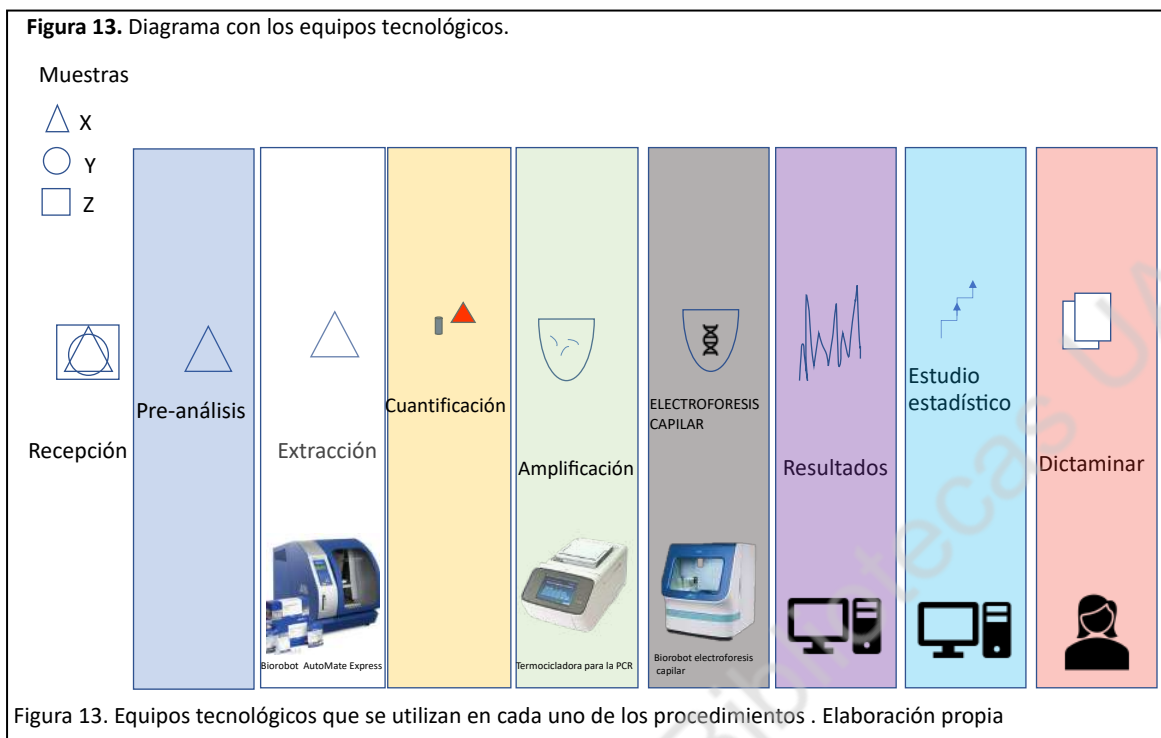 Figura 13. Diagrama con los equipos tecnológicos.
Muestras
X
Y
Z
Recepción
Pre-análisis
Extracción
Biorobot AutoMate Express
Cuantificación
Amplificación
Termocicladora para la PCR
ELECTROFORESIS
CAPILAR
Biorobot electroforesis
capilar
Resultados
Estudio
estadístico
Dictaminar
Figura 13. Equipos tecnológicos que se utilizan en cada uno de los procedimientos . Elaboración propia
Bibliotecas UA